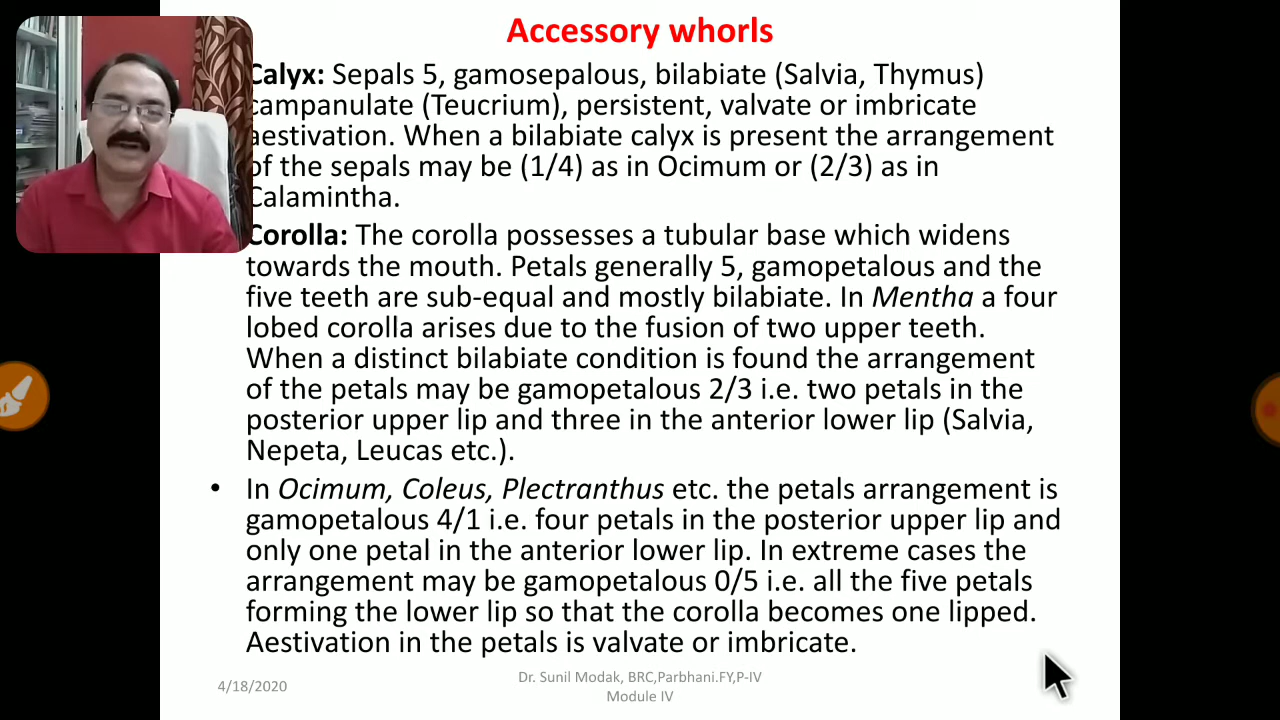 Accessory whorls
Calyx: Sepals 5, gamosepalous, bilabiate (Salvia, Thymus)
campanulate (Teucrium), persistent, valvate or imbricate
aestivation. When a bilabiate calyx is present the arrangement
of the sepals may be (1/4) as in Ocimum or (2/3) as in
Calamintha.
Corolla: The corolla possesses a tubular base which widens
towards the mouth. Petals generally 5, gamopetalous and the
five teeth are sub-equal and mostly bilabiate. In Mentha a four
lobed corolla arises due to the fusion of two upper teeth.
When a distinct bilabiate condition is found the arrangement
of the petals may be gamopetalous 2/3 i.e. two petals in the
posterior upper lip and three in the anterior lower lip (Salvia,
Nepeta, Leucas etc.).
• In Ocimum, Coleus, Plectranthus etc. the petals arrangement is
gamopetalous 4/1 i.e. four petals in the posterior upper lip and
only one petal in the anterior lower lip. In extreme cases the
arrangement may be gamopetalous 0/5 i.e. all the five petals
forming the lower lip so that the corolla becomes one lipped.
Aestivation in the petals is valvate or imbricate.
4/18/2020
Dr. Sunil Modak, BRC,Parbhani.FY,P-IV
Module IV